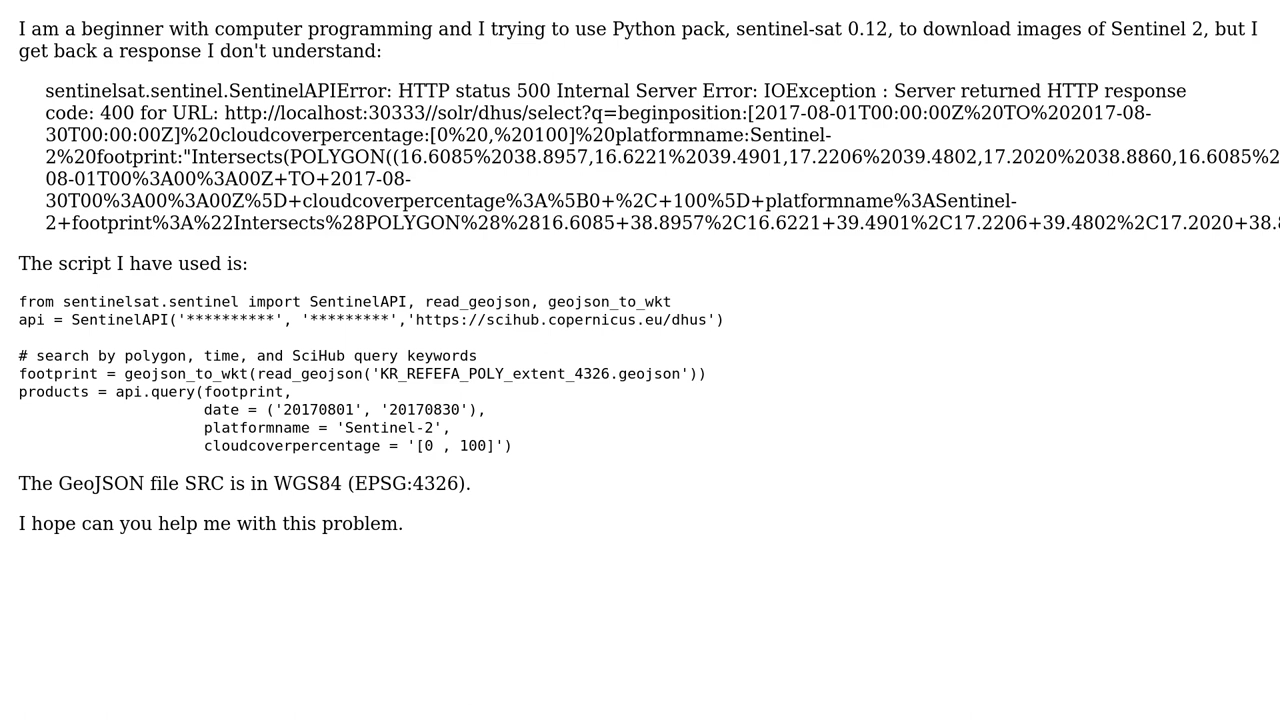 I am a beginner with computer programming and I trying to use Python pack, sentinel-sat 0.12, to download images of Sentinel 2, but I
get back a response I don't understand:
sentinelsat.sentinel.SentinelAPIError: HTTP status 500 Internal Server Error: IOException : Server returned HTTP response
code: 400 for URL: http://localhost:30333//solr/dhus/select?q=beginposition:[2017-08-01T00:00:00Z%20TO%202017-08-
30T00:00:00Z]%20cloudcoverpercentage:[0%20,%20100]%20platformname:Sentinel-
2%20footprint:"Intersects(POLYGON((16.6085%2038.8957,16.6221%2039.4901,17.2206%2039.4802,17.2020%2038.8860,16.6085%2
08-01T00%3A00%3A00Z+TO+2017-08-
30T00%3A00%3A00Z%5D+cloudcoverpercentage%3A%5B0+%2C+100%5D+platformname%3ASentinel-
2+footprint%3A%22Intersects%28POLYGON%28%2816.6085+38.8957%2C16.6221+39.4901%2C17.2206+39.4802%2C17.2020+38.8
The script I have used is:
from sentinelsat.sentinel import SentinelAPI, read_geojson, geojson_to_wkt
api = SentinelAPI('**********', '*********','https://scihub.copernicus.eu/dhus')
# search by polygon, time, and SciHub query keywords
footprint = geojson_to_wkt(read_geojson('KR_REFEFA_POLY_extent_4326.geojson'))
products = api.query(footprint,
date = ('20170801', '20170830'),
platformname = 'Sentinel-2',
cloudcoverpercentage = '[0 , 100]')
The GeoJSON file SRC is in WGS84 (EPSG:4326).
I hope can you help me with this problem.